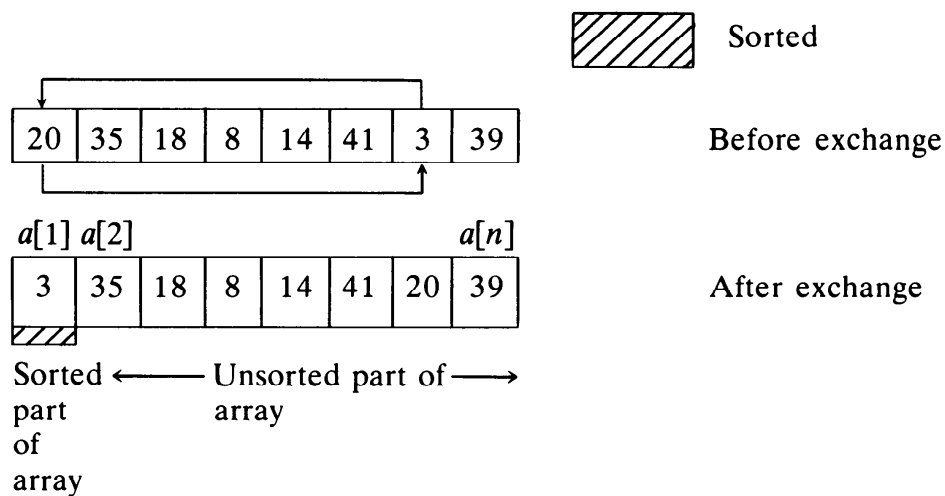 Sorted
20 35 18 8 14 41 3 39 Before exchange
a[1] a[2] a[n]
3 35 18 8 14 41 20 39 After exchange
Sorted Unsorted part of
part array
of
array